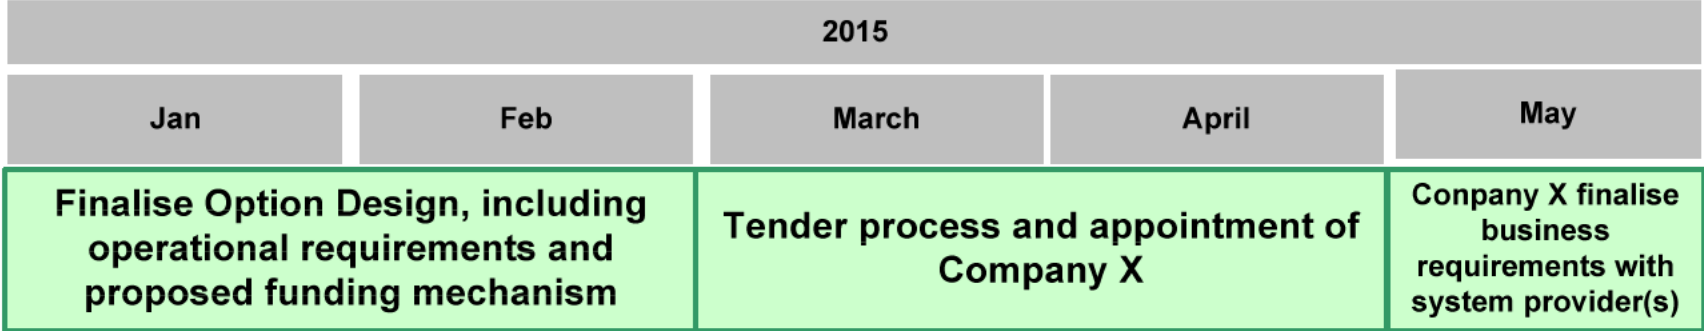 2015
Jan
Feb
March
April
May
Finalise Option Design, including
operational requirements and
proposed funding mechanism
Tender process and appointment of
Company X
Conpany X finalise
business
requirements with
system provider(s)